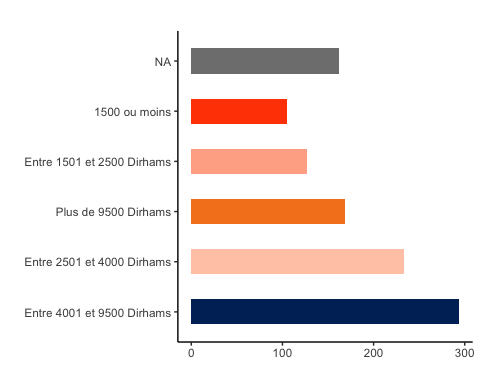 NA
1500 ou moins
Entre 1501 et 2500 Dirhams
Plus de 9500 Dirhams
Entre 2501 et 4000 Dirhams
Entre 4001 et 9500 Dirhams
0 100 200 300